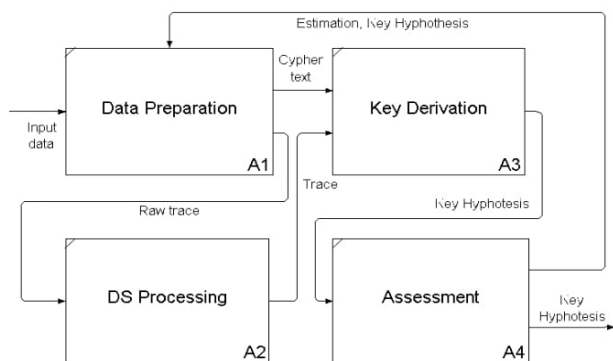 Estimation, Key Hyphothesis
Cypher
text
Data Preparation
Key Derivation
Input
data
A1
A3
Trace
Raw trace
Key Hyphotesis
DS Processing
Assessment
Key
Hyphotesis
A2
A4